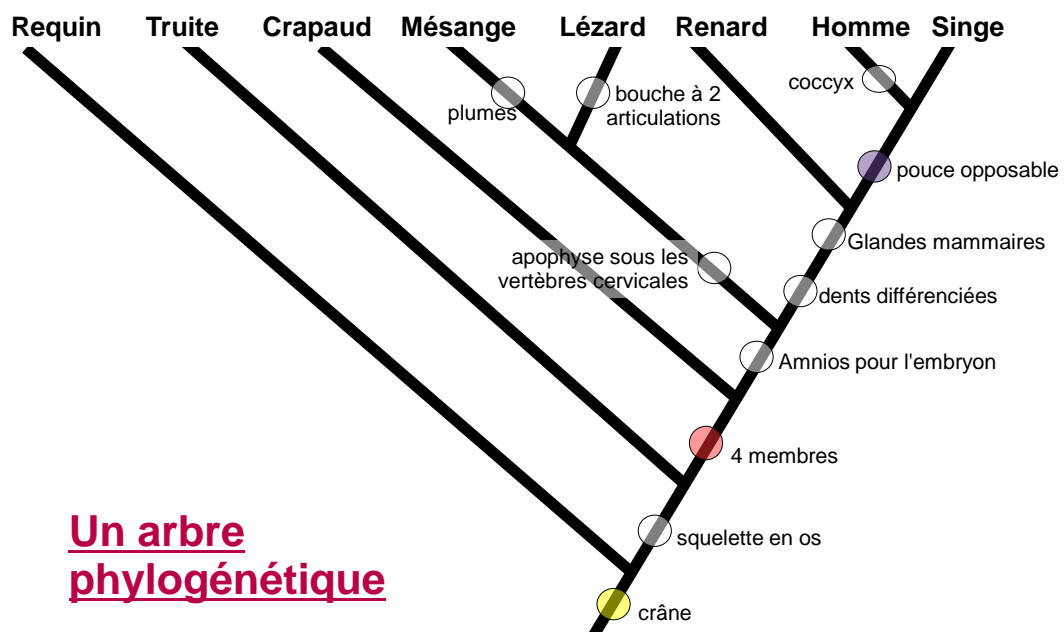 Requin Truite Crapaud Mésange Lézard Renard Homme Singe
plumes
bouche à 2
articulations
coccyx
pouce opposable
Glandes mammaires
apophyse sous les
vertèbres cervicales
dents différenciées
Amnios pour l'embryon
4 membres
squelette en os
crâne
Un arbre
phylogénétique